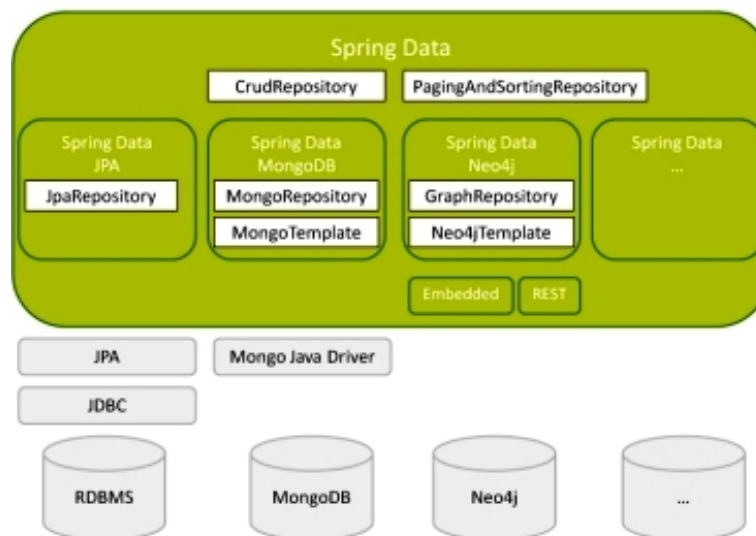 Spring Data
CrudRepository
PagingAndSortingRepository
Spring Data
JPA
JpaRepository
Spring Data
MongoDB
MongoRepository
MongoTemplate
Spring Data
Neo4j
GraphRepository
Neo4jTemplate
Spring Data
...
Embedded
REST
JPA
Mongo Java Driver
JDBC
RDBMS
MongoDB
Neo4j
...